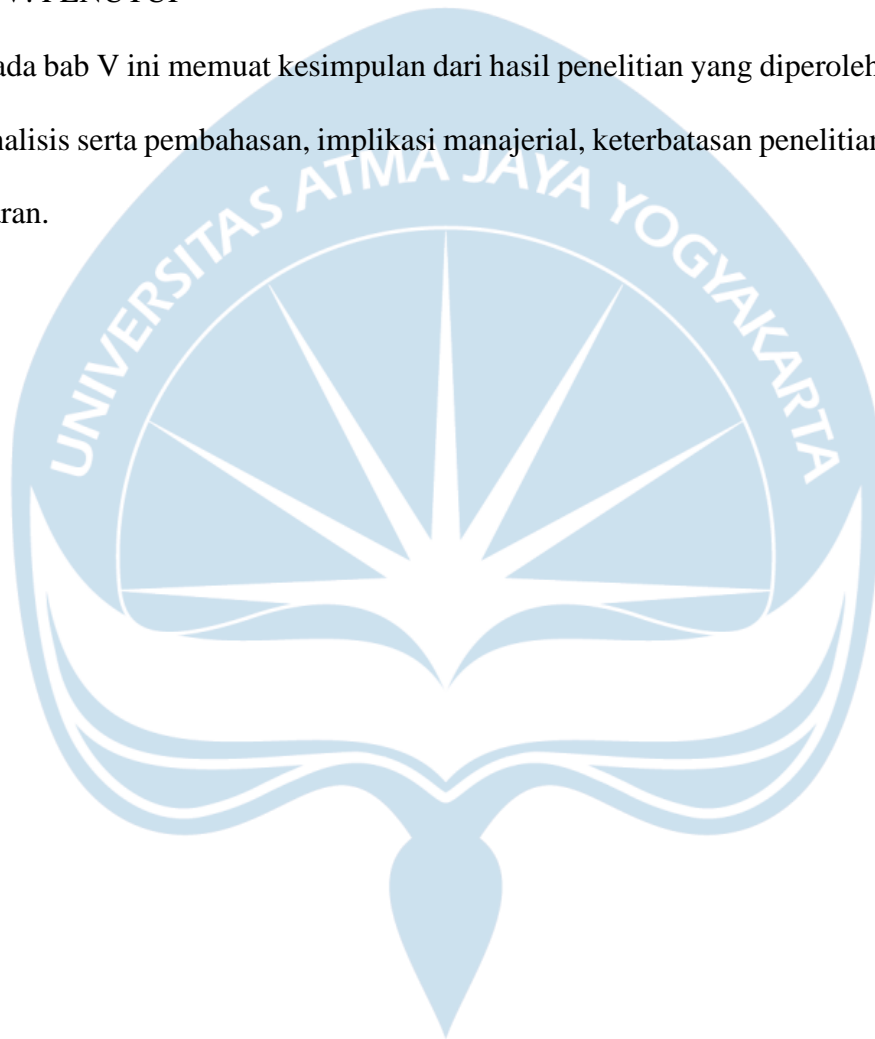 V. PENUTUP
ada bab V ini memuat kesimpulan dari hasil penelitian yang diperoleh
nalisis serta pembahasan, implikasi manajerial, keterbatasan penelitian
ran.
UNIVERSITAS ATMA JAYA YOGYAKARTA